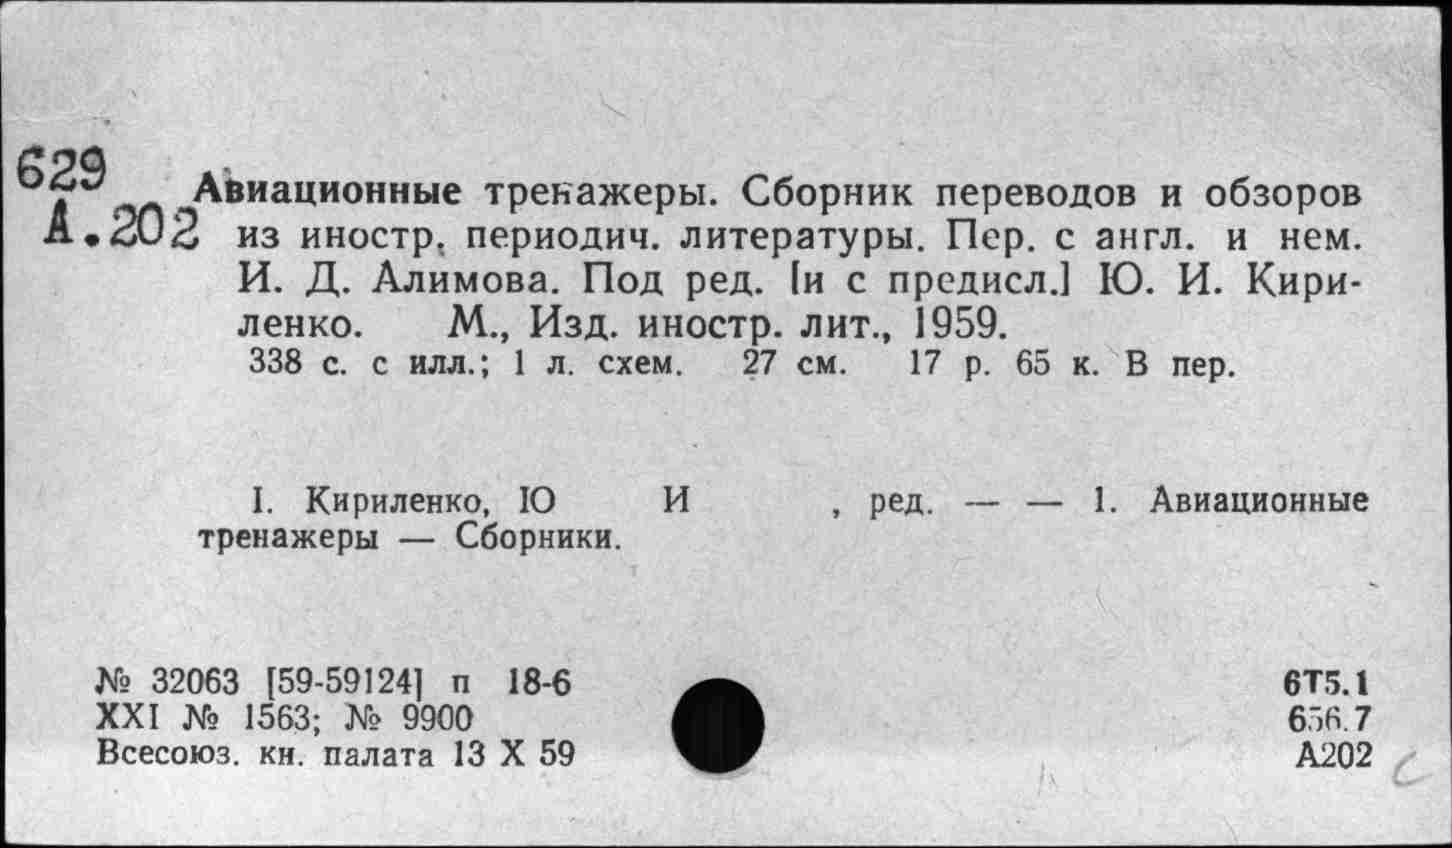 629
А.202
Авиационные тренажеры. Сборник переводов и обзоров
из иностр. периодич. литературы. Пер. с англ. и нем.
И. Д. Алимова. Под ред. [и с предисл.] Ю. И. Кири-
ленко. М., Изд. иностр. лит., 1959.
338 с. с илл.; 1 л. схем. 27 см. 17 р. 65 к. В пер.
I. Кириленко, Ю И , ред. — — 1. Авиационные
тренажеры — Сборники.
№ 32063 [59-59124] п 18-6
XXI № 1563; № 9900
Всесоюз. кн. палата 13 X 59
6Т5.1
656.7
А202